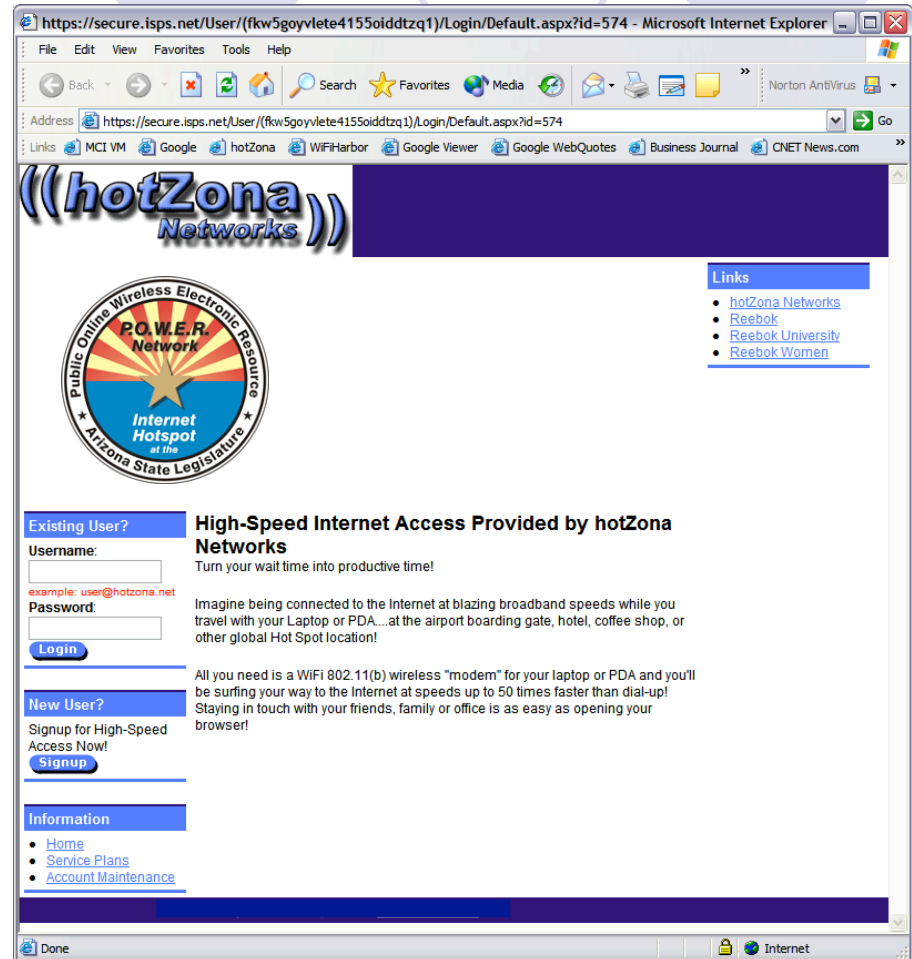 https://secure.isps.net/User/(fkw5goyvlete4155oiddtzq1)/Login/Default.aspx?id=574 - Microsoft Internet Explorer
File Edit View Favorites Tools Help
Back Search Favorites Media » Norton AntiVirus
Address https://secure.isps.net/User/(fkw5goyvlete4155oiddtzq1)/Login/Default.aspx?id=574 Go
Links MCI VM Google hotZona WiFiHarbor Google Viewer Google WebQuotes Business Journal CNET News.com »
((hotZona
Networks))
Links
• hotZona Networks
• Reebok
• Reebok University
• Reebok Women
Public Online Wireless Electronic Resource
P.O.W.E.R.
Network
Internet
Hotspot
at the
Arizona State Legislature
Existing User?
Username:
example: user@hotzona.net
Password:
Login
New User?
Signup for High-Speed
Access Now!
Signup
Information
• Home
• Service Plans
• Account Maintenance
High-Speed Internet Access Provided by hotZona
Networks
Turn your wait time into productive time!
Imagine being connected to the Internet at blazing broadband speeds while you
travel with your Laptop or PDA....at the airport boarding gate, hotel, coffee shop, or
other global Hot Spot location!
All you need is a WiFi 802.11(b) wireless "modem" for your laptop or PDA and you'll
be surfing your way to the Internet at speeds up to 50 times faster than dial-up!
Staying in touch with your friends, family or office is as easy as opening your
browser!
Done Internet